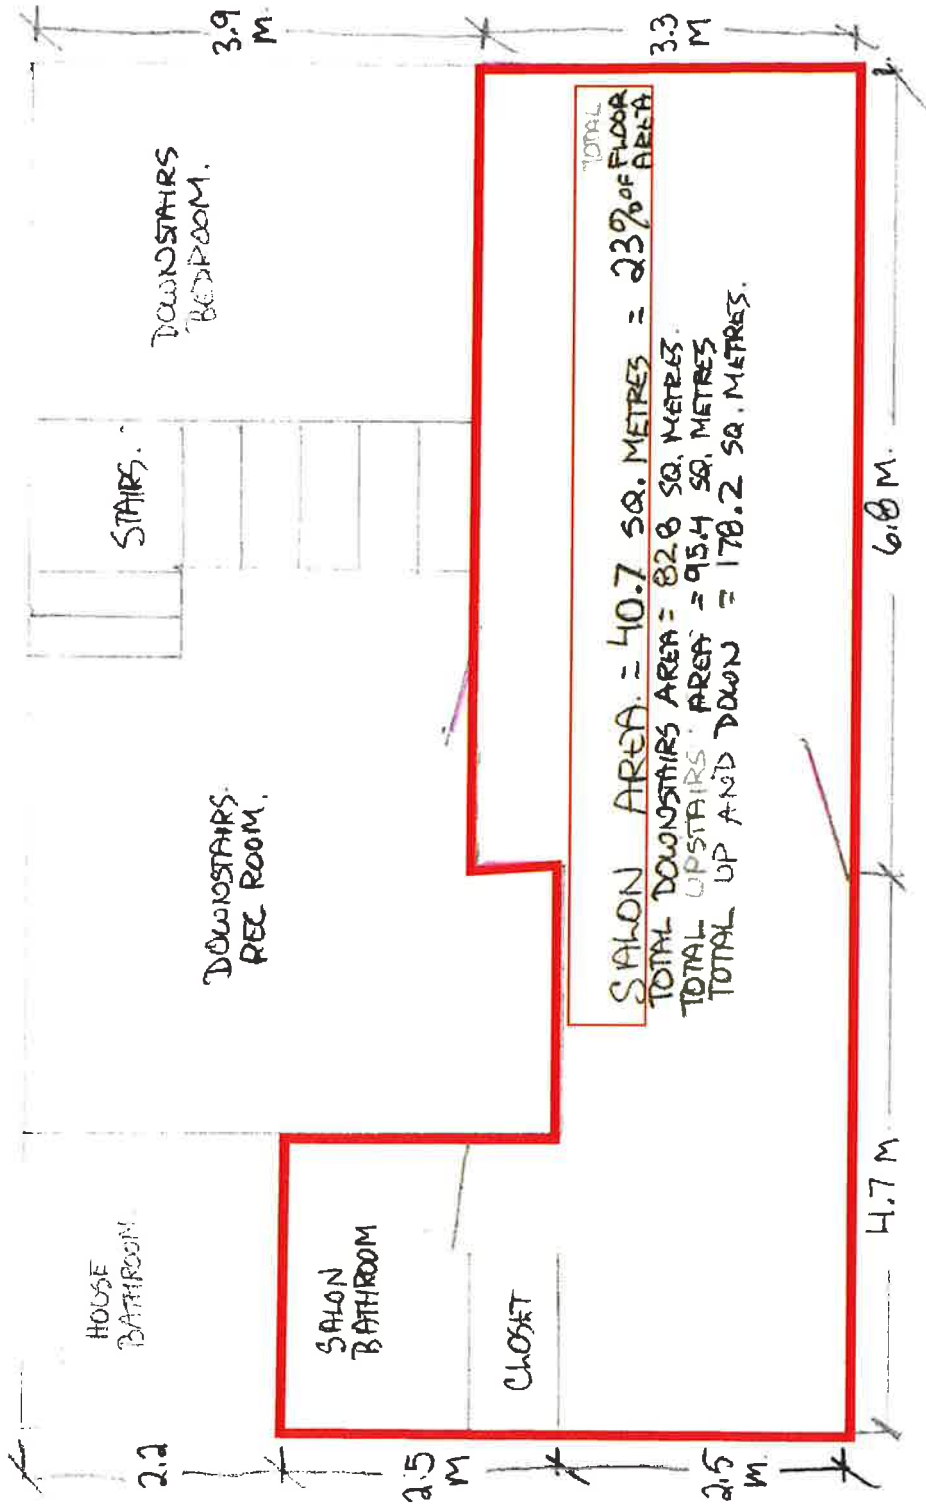 3.9
M.
3.3
M
DOWNSTAIRS
BEDROOM.
STAIRS.
DOWNSTAIRS.
REC ROOM.
HOUSE
BATHROOM.
SALON
BATHROOM
CLOSET
TOTAL
SALON AREA. = 40.7 SQ. METRES = 23% OF FLOOR
AREA
TOTAL DOWNSTAIRS AREA = 82.8 SQ. METRES.
TOTAL UPSTAIRS AREA = 95.4 SQ. METRES
TOTAL UP AND DOWN = 178.2 SQ. METRES.
2.2
2.5
M
2.5
M.
4.7 M
6.8 M.